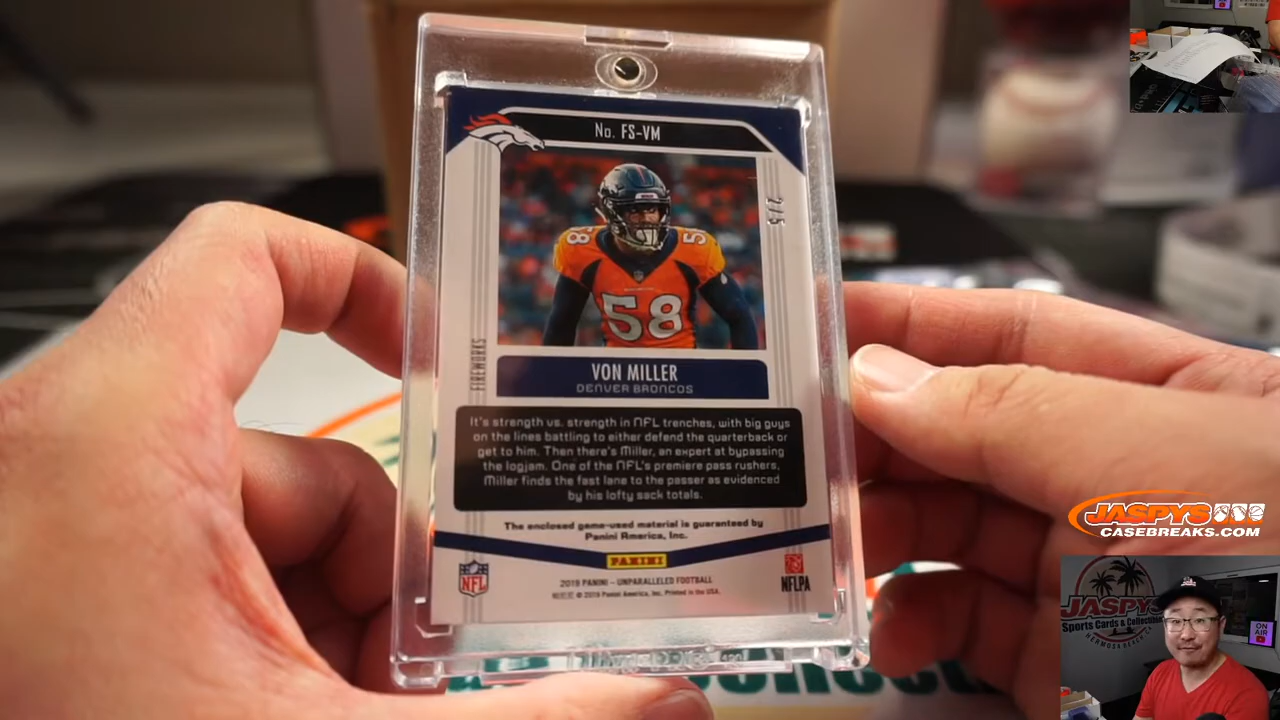 No. FS-VM
2/5
58
58
58
FIREWORKS
VON MILLER
DENVER BRONCOS
It's strength vs. strength in NFL trenches, with big guys
on the lines battling to either defend the quarterback or
get to him. Then there's Miller, an expert at bypassing
the logjam. One of the NFL's premiere pass rushers,
Miller finds the fast lane to the passer as evidenced
by his lofty sack totals.
The enclosed game-used material is guaranteed by
Panini America, Inc.
PANINI
NFL
NFLPA
2019 PANINI - UNPARALLELED FOOTBALL
© 2019 Panini America, Inc. Printed in the USA.
JASPYS
CASEBREAKS.COM
JASPYS
Sports Cards & Collectibles
HERMOSA BEACH, CA
ON
AIR